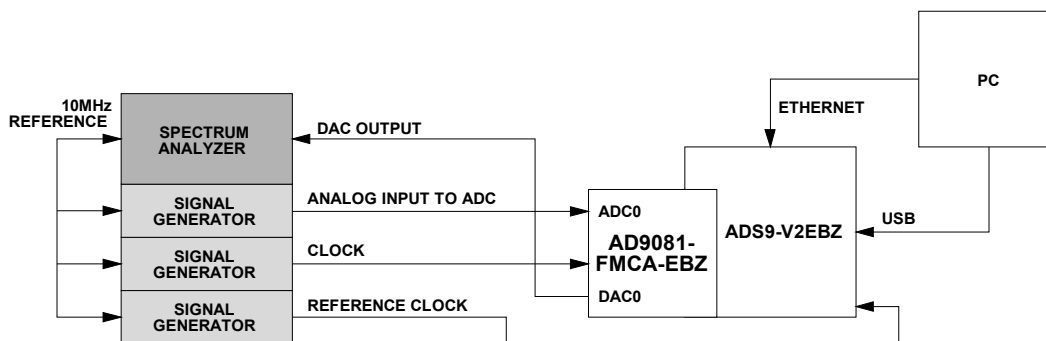 10MHz
REFERENCE
SPECTRUM
ANALYZER
DAC OUTPUT
ETHERNET
PC
SIGNAL
GENERATOR
ANALOG INPUT TO ADC
ADC0
AD9081-
FMCA-EBZ
ADS9-V2EBZ
USB
SIGNAL
GENERATOR
CLOCK
DAC0
SIGNAL
GENERATOR
REFERENCE CLOCK